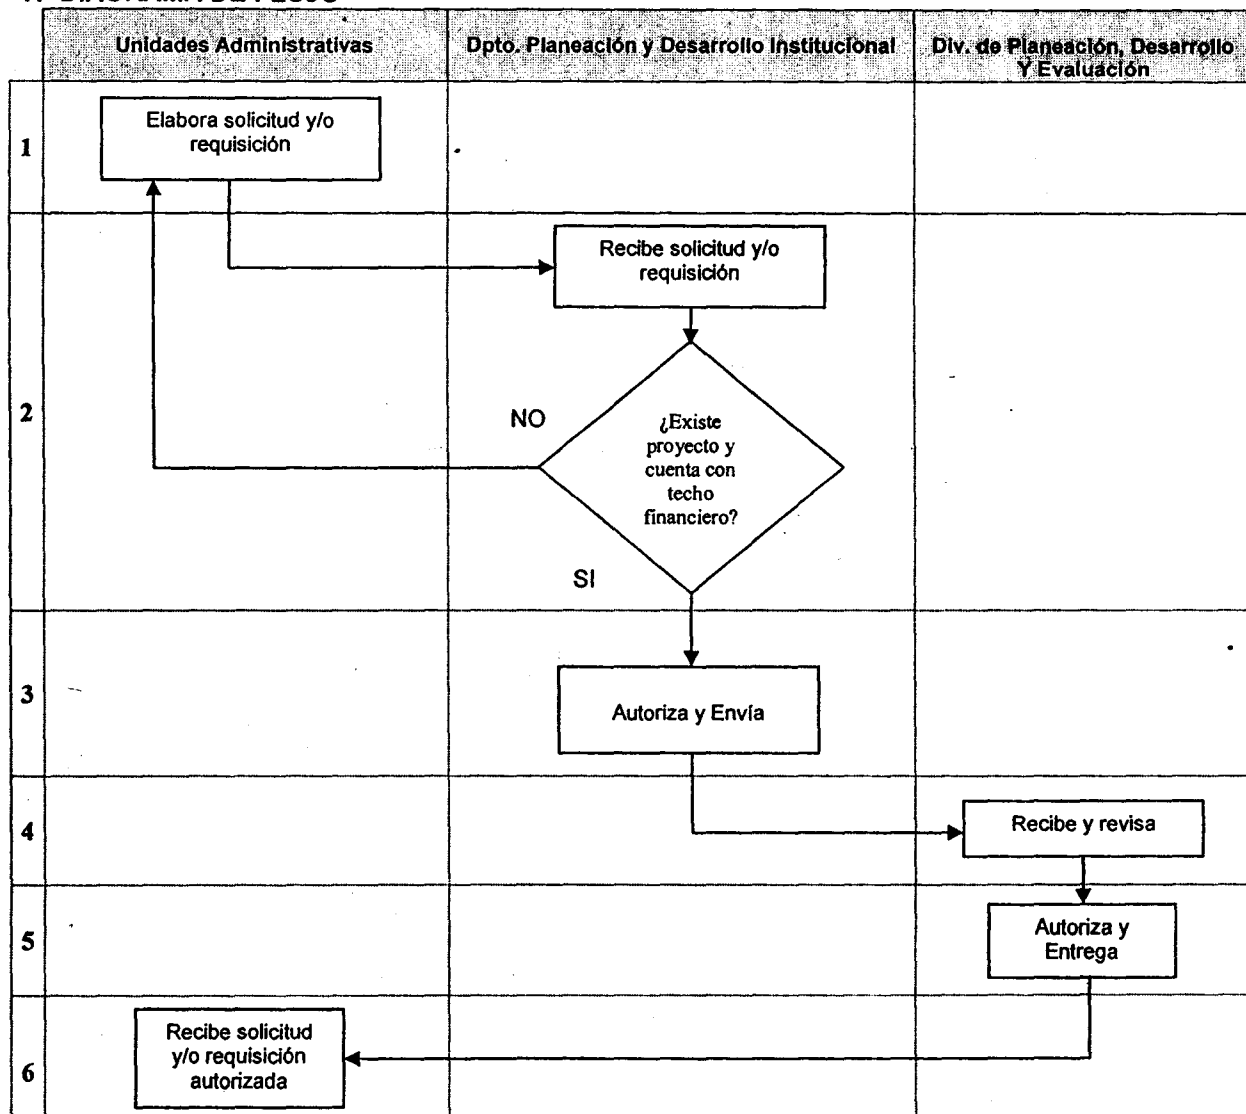 Unidades Administrativas
Dpto. Planeación y Desarrollo Institucional
Div. de Planeación, Desarrollo
Y Evaluación
1
Elabora solicitud y/o
requisición
2
Recibe solicitud y/o
requisición
NO
¿Existe
proyecto y
cuenta con
techo
financiero?
SI
3
Autoriza y Envía
4
Recibe y revisa
5
Autoriza y
Entrega
6
Recibe solicitud
y/o requisición
autorizada